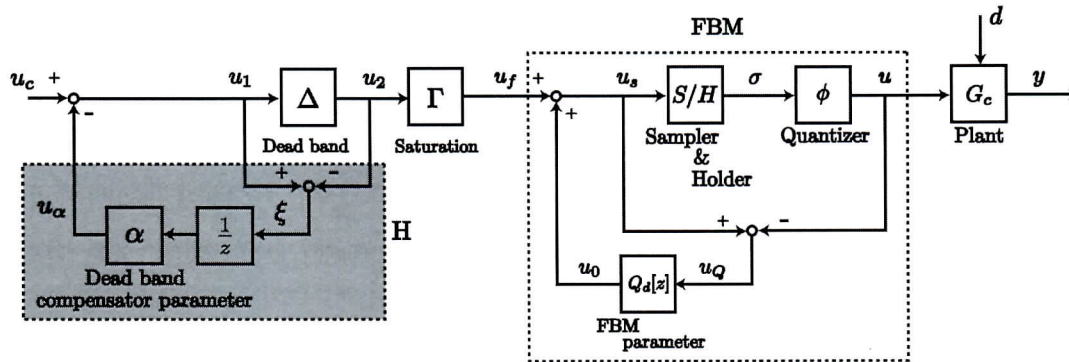 FBM
d
u_c + - u_1 Δ u_2 Γ u_f + + u_s S/H σ φ u G_c y
Dead band
Saturation
Sampler
&
Holder
Quantizer
Plant
+ -
u_α α 1/z ξ H
Dead band
compensator parameter
+ -
u_0 Q_d[z] u_Q
FBM
parameter